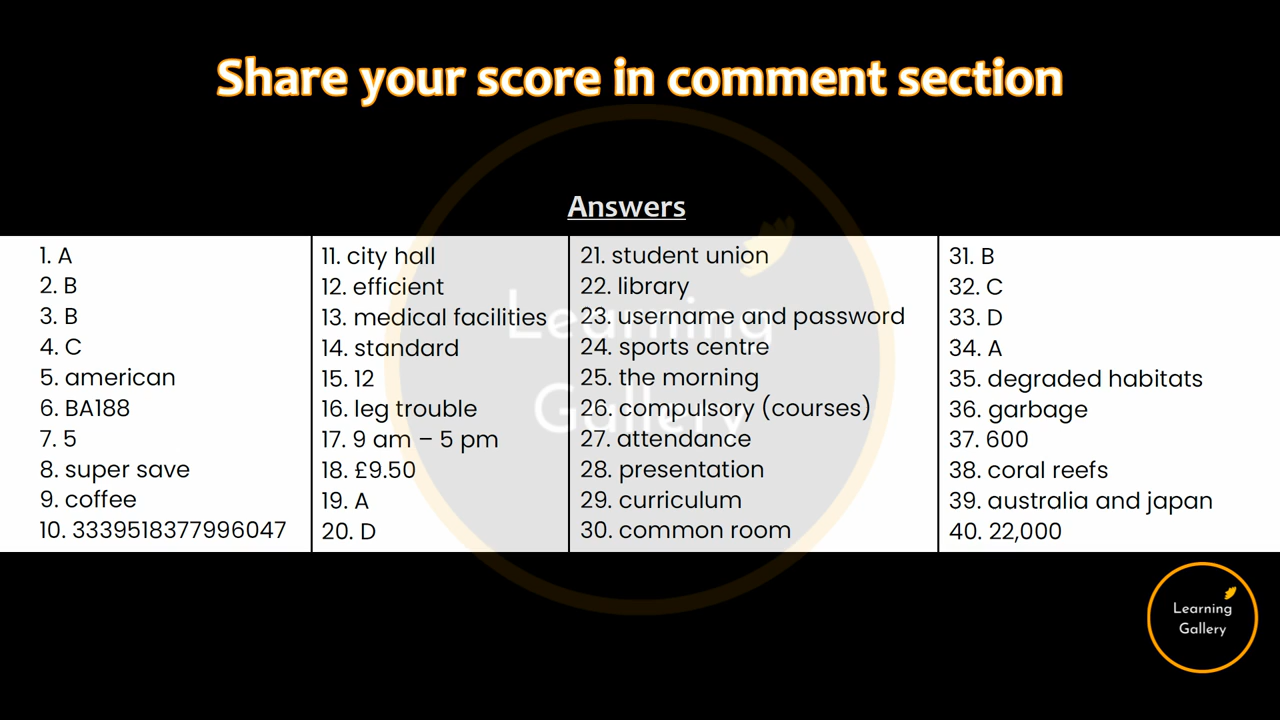 Share your score in comment section
Answers
1. A
2. B
3. B
4. C
5. american
6. BA188
7. 5
8. super save
9. coffee
10. 3339518377996047
11. city hall
12. efficient
13. medical facilities
14. standard
15. 12
16. leg trouble
17. 9 am – 5 pm
18. £9.50
19. A
20. D
21. student union
22. library
23. username and password
24. sports centre
25. the morning
26. compulsory (courses)
27. attendance
28. presentation
29. curriculum
30. common room
31. B
32. C
33. D
34. A
35. degraded habitats
36. garbage
37. 600
38. coral reefs
39. australia and japan
40. 22,000
Learning
Gallery
Learning
Gallery